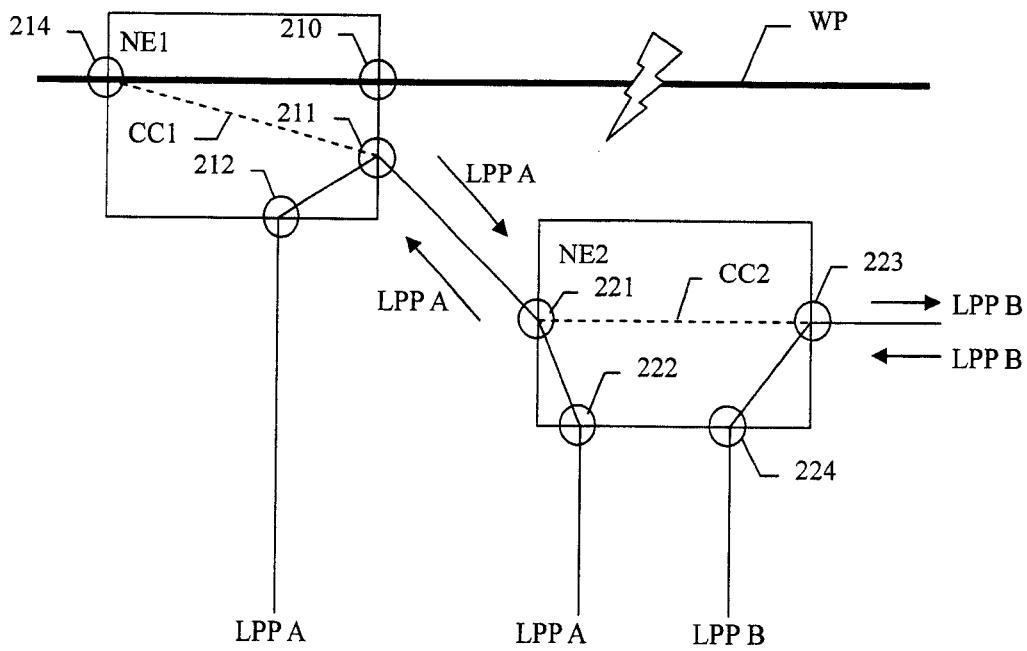 214
NE1
210
WP
211
CC1
212
LPP A
LPP A
NE2
CC2
223
221
LPP B
LPP B
222
224
LPP A
LPP A
LPP B